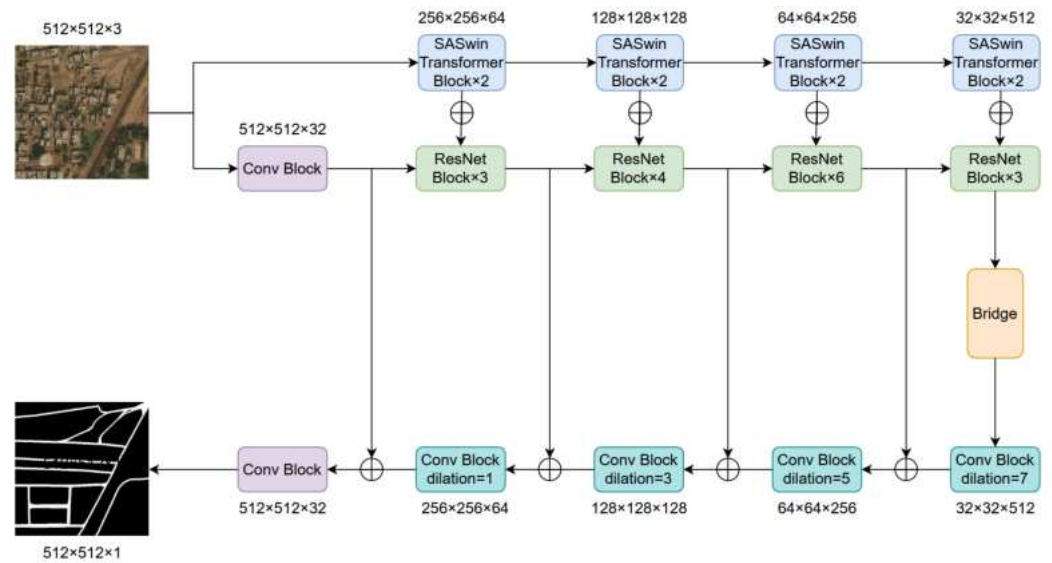 512×512×3
256×256×64
128×128×128
64×64×256
32×32×512
SASwin
Transformer
Block×2
SASwin
Transformer
Block×2
SASwin
Transformer
Block×2
SASwin
Transformer
Block×2
512×512×32
Conv Block
ResNet
Block×3
ResNet
Block×4
ResNet
Block×6
ResNet
Block×3
Bridge
Conv Block
Conv Block
dilation=1
Conv Block
dilation=3
Conv Block
dilation=5
Conv Block
dilation=7
512×512×32
256×256×64
128×128×128
64×64×256
32×32×512
512×512×1